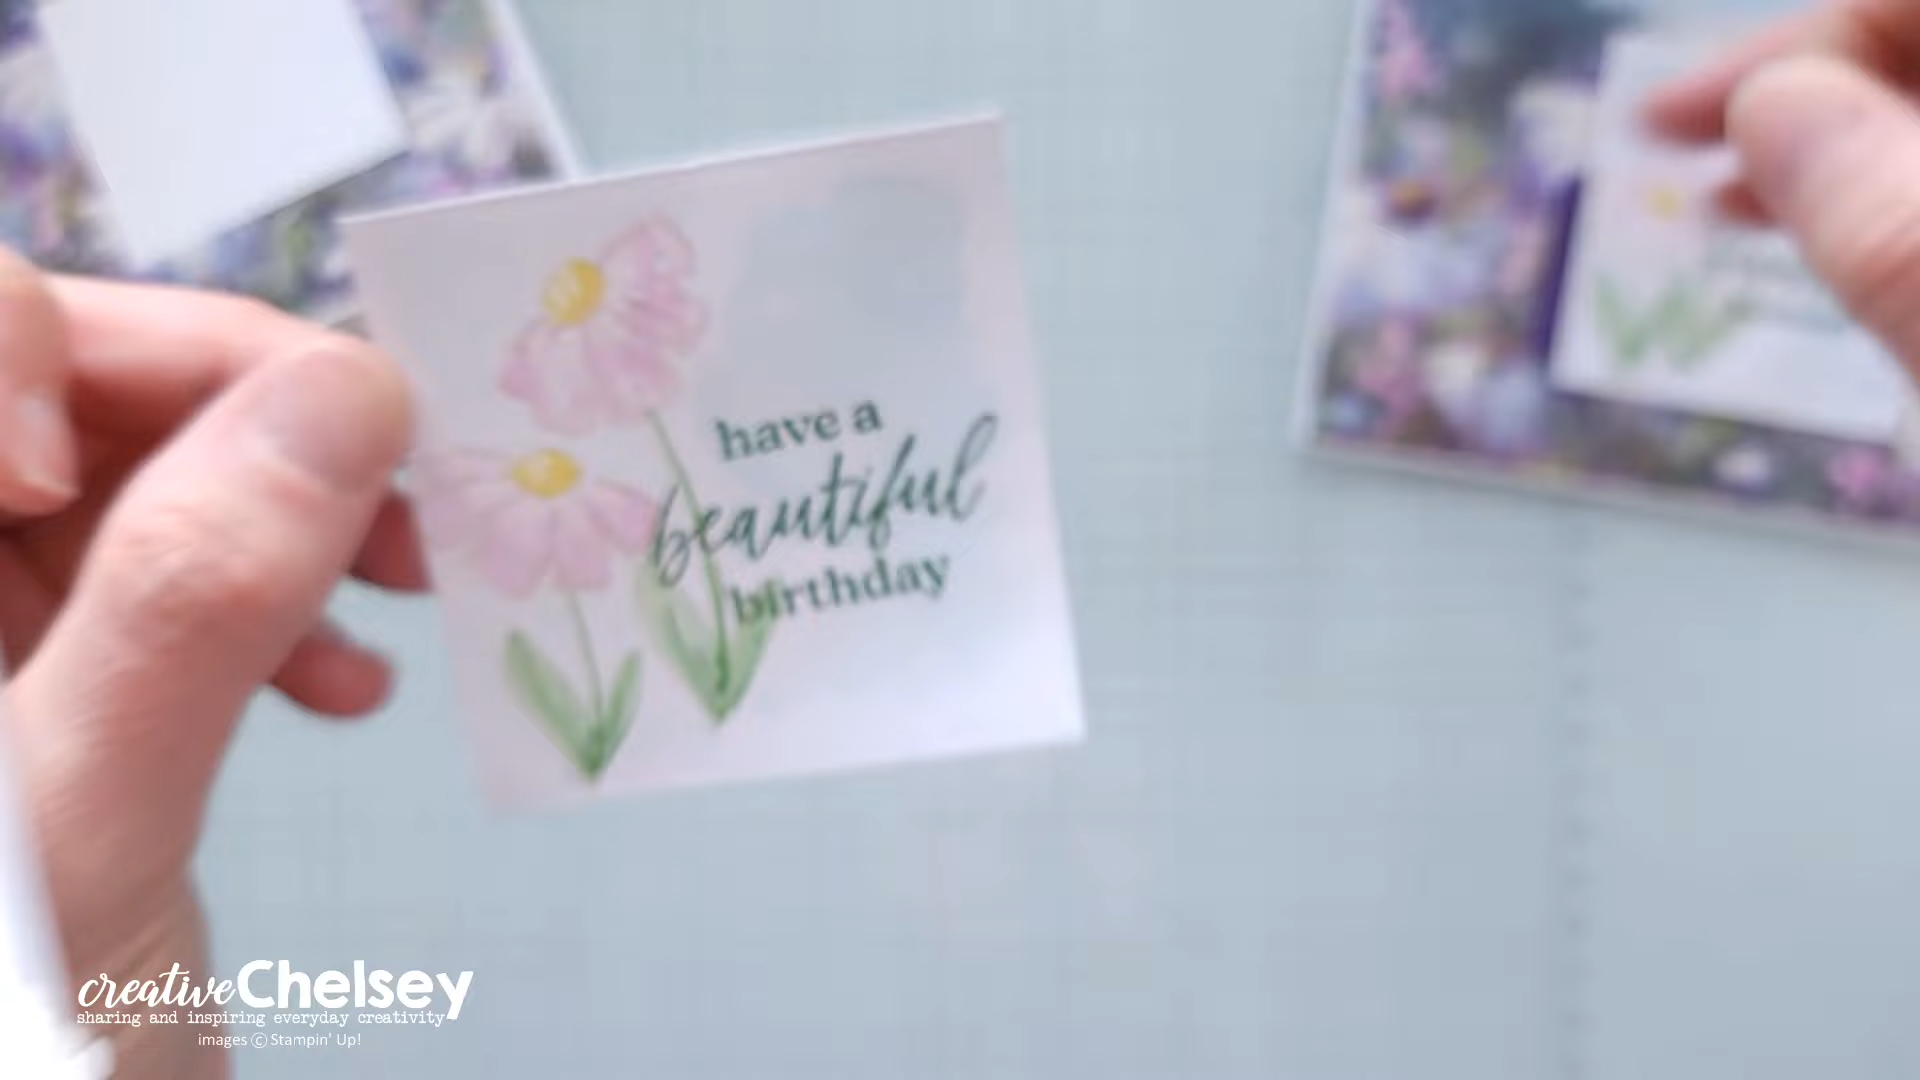 have a
beautiful
birthday
creativeChelsey
sharing and inspiring everyday creativity
images © Stampin' Up!